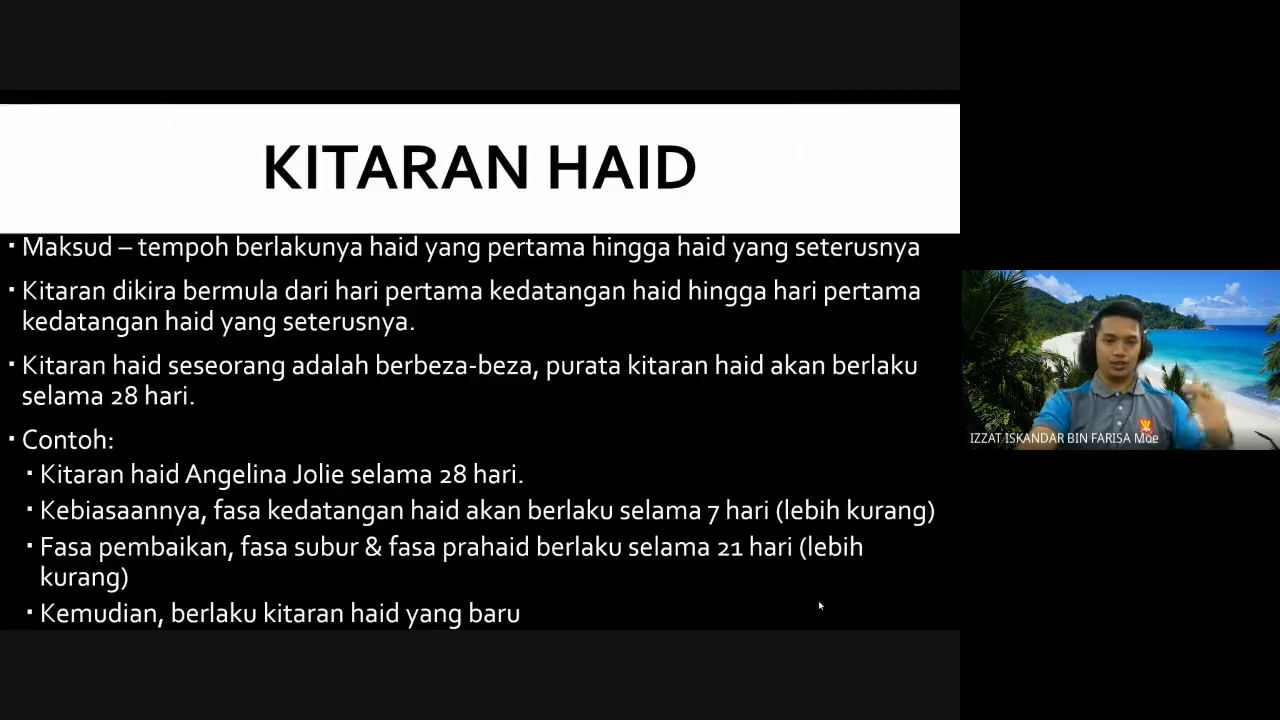 KITARAN HAID
▪ Maksud – tempoh berlakunya haid yang pertama hingga haid yang seterusnya
▪ Kitaran dikira bermula dari hari pertama kedatangan haid hingga hari pertama
kedatangan haid yang seterusnya.
▪ Kitaran haid seseorang adalah berbeza-beza, purata kitaran haid akan berlaku
selama 28 hari.
▪ Contoh:
▪ Kitaran haid Angelina Jolie selama 28 hari.
▪ Kebiasaannya, fasa kedatangan haid akan berlaku selama 7 hari (lebih kurang)
▪ Fasa pembaikan, fasa subur & fasa prahaid berlaku selama 21 hari (lebih
kurang)
▪ Kemudian, berlaku kitaran haid yang baru
IZZAT ISKANDAR BIN FARISA Moe